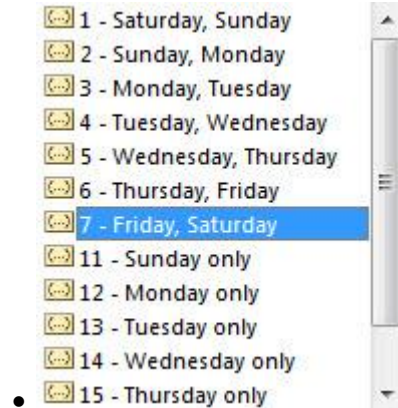 1 - Saturday, Sunday
2 - Sunday, Monday
3 - Monday, Tuesday
4 - Tuesday, Wednesday
5 - Wednesday, Thursday
6 - Thursday, Friday
7 - Friday, Saturday
11 - Sunday only
12 - Monday only
13 - Tuesday only
14 - Wednesday only
15 - Thursday only